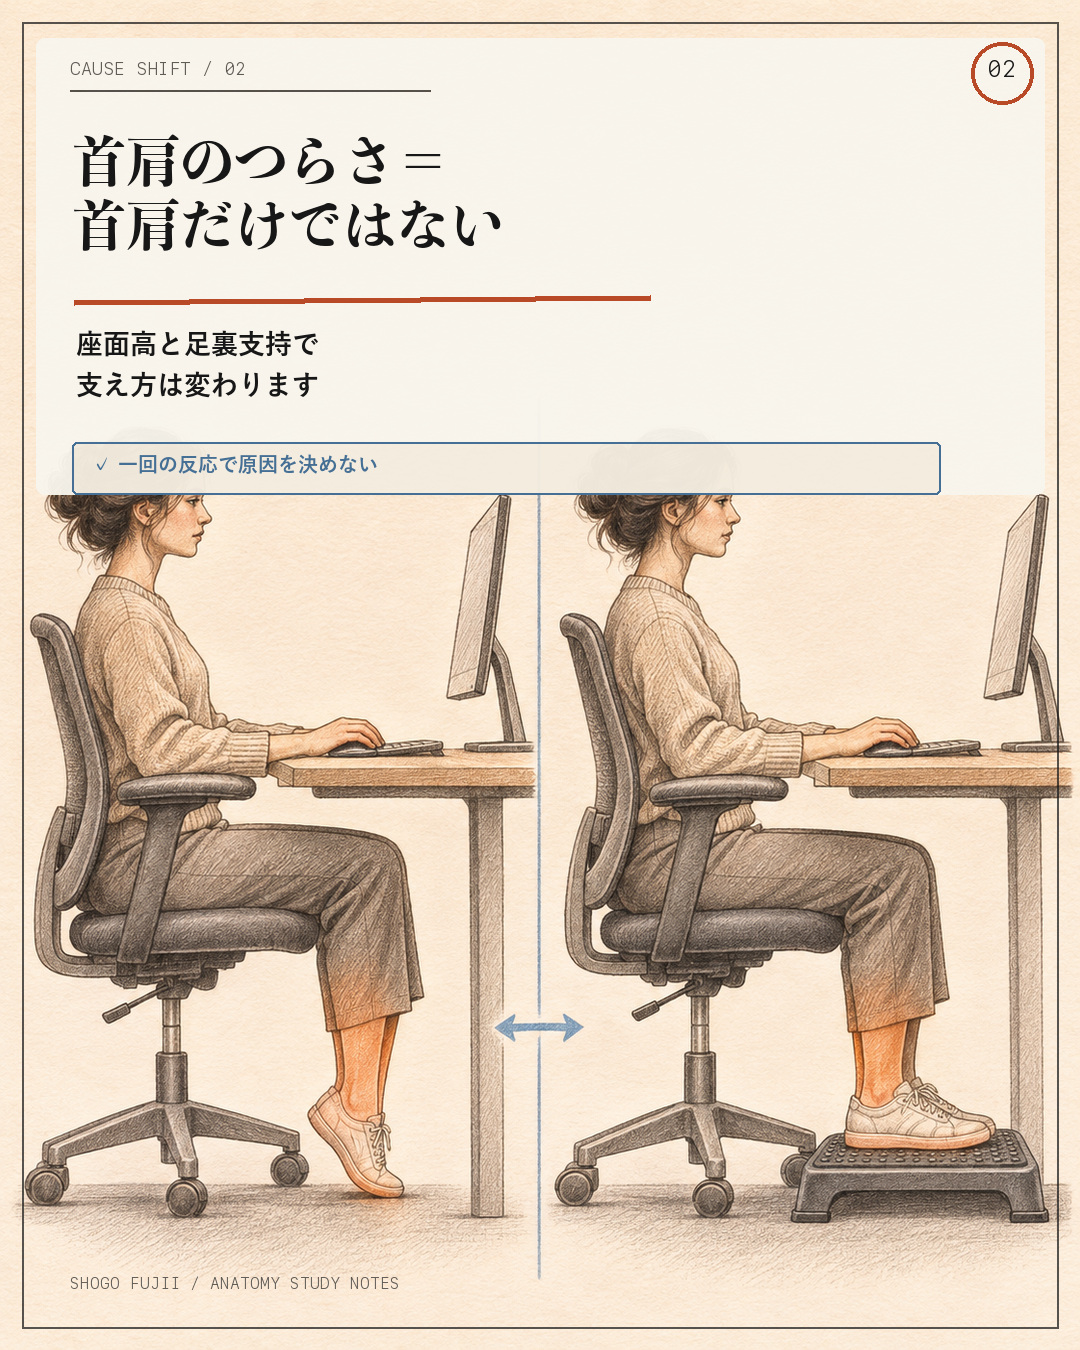 CAUSE SHIFT / 02
02
首肩のつらさ＝
首肩だけではない
座面高と足裏支持で
支え方は変わります
✓ 一回の反応で原因を決めない
SHOGO FUJII / ANATOMY STUDY NOTES